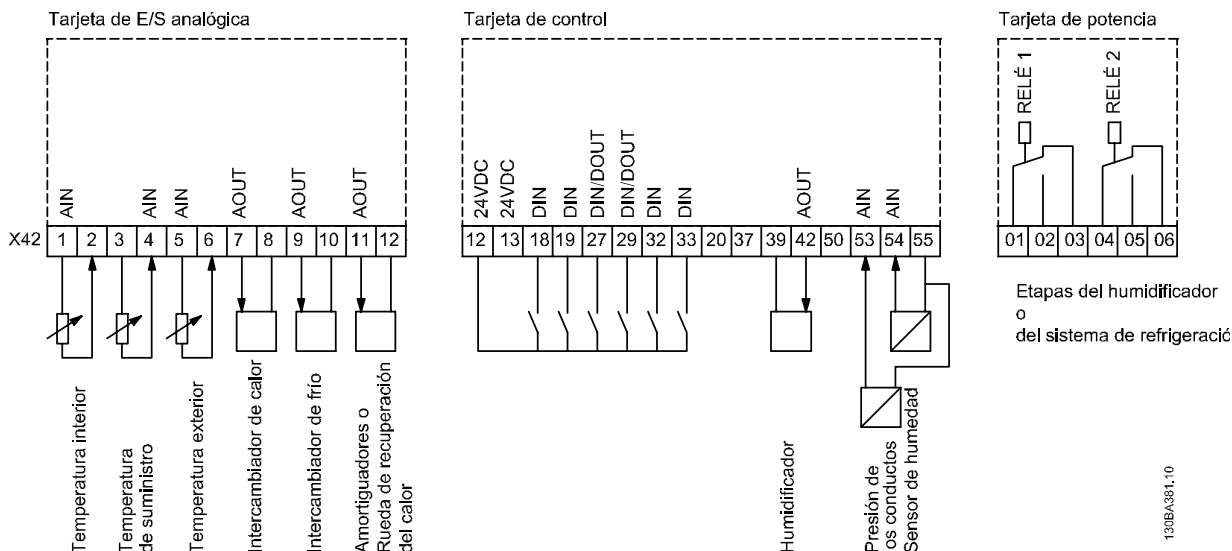 Tarjeta de E/S analógica
Tarjeta de control
Tarjeta de potencia
AIN
AIN
AIN
AOUT
AOUT
AOUT
24VDC
24VDC
DIN
DIN
DIN/DOUT
DIN/DOUT
DIN
DIN
AOUT
AIN
AIN
RELÉ 1
RELÉ 2
X42 1 2 3 4 5 6 7 8 9 10 11 12
12 13 18 19 27 29 32 33 20 37 39 42 50 53 54 55
01 02 03 04 05 06
Etapas del humidificador
o
del sistema de refrigeració
Temperatura interior
Temperatura
de suministro
Temperatura exterior
Intercambiador de calor
Intercambiador de frío
Amortiguadores o
Rueda de recuperación
del calor
Humidificador
Presión de
os conductos
Sensor de humedad
130BA381.10